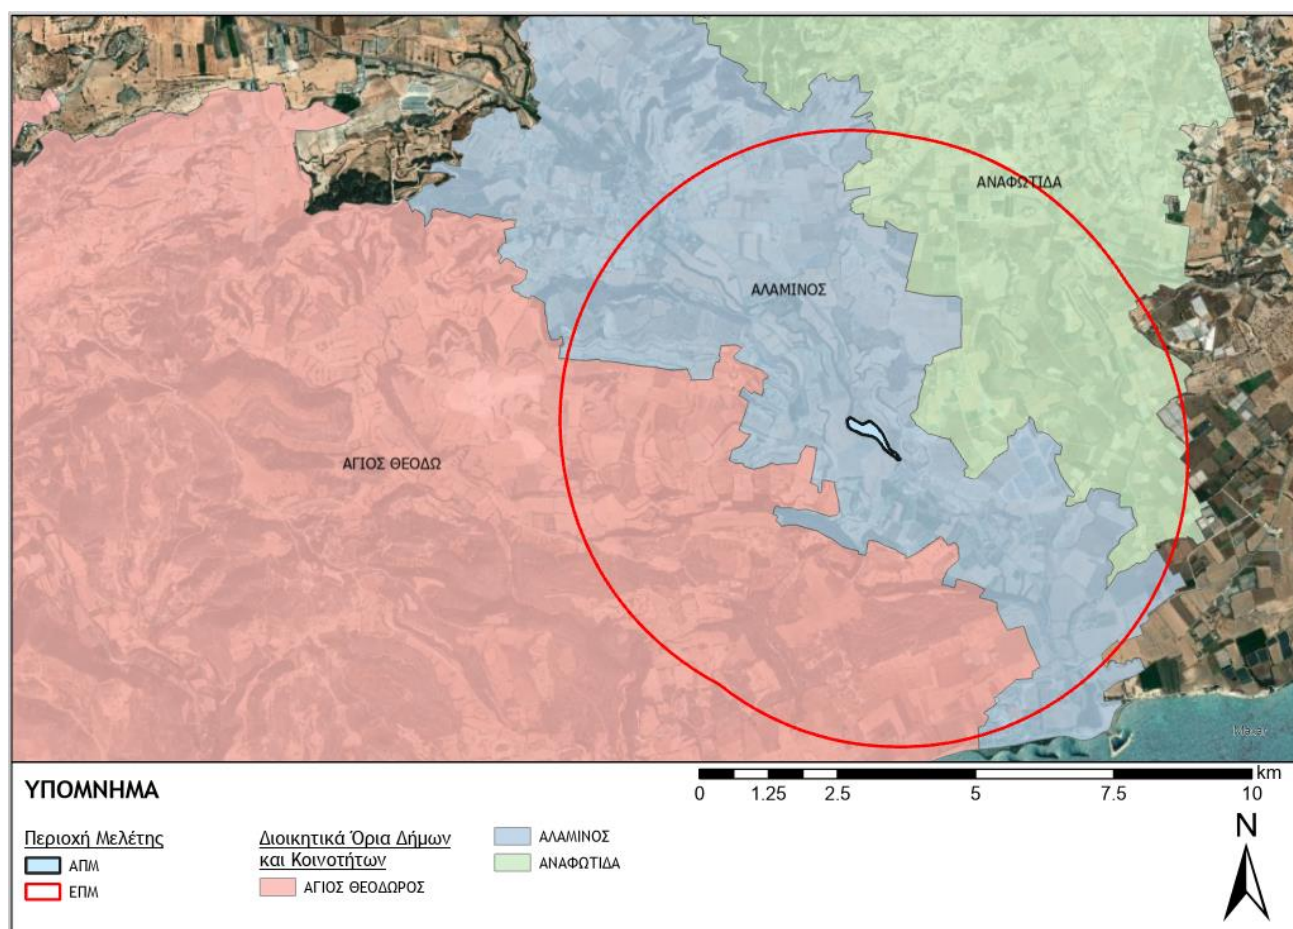 ΑΝΑΦΩΤΙΔΑ
ΑΛΑΜΙΝΟΣ
ΑΓΙΟΣ ΘΕΟΔΩ
Maxar
ΥΠΟΜΝΗΜΑ
Περιοχή Μελέτης
ΑΠΜ
ΕΠΜ
Διοικητικά Όρια Δήμων
και Κοινοτήτων
ΑΓΙΟΣ ΘΕΟΔΩΡΟΣ
ΑΛΑΜΙΝΟΣ
ΑΝΑΦΩΤΙΔΑ
km
0 1.25 2.5 5 7.5 10
N